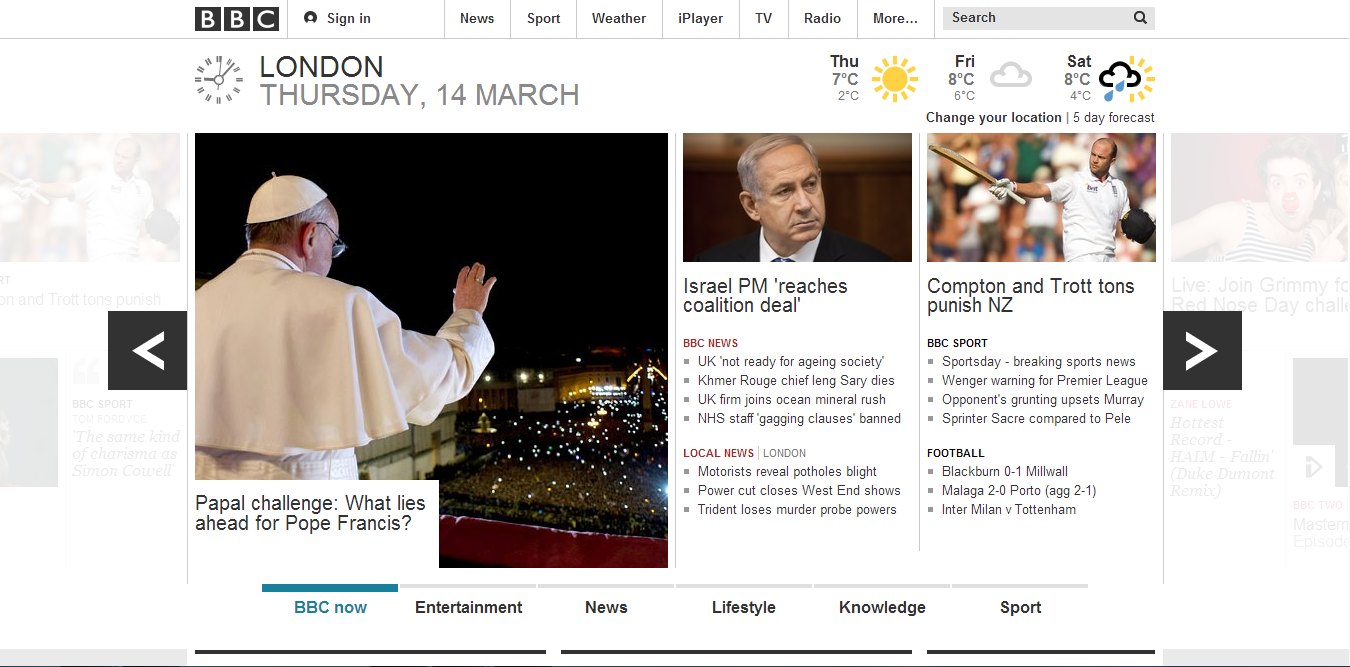 BBC
Sign in
News
Sport
Weather
iPlayer
TV
Radio
More...
Search
LONDON
THURSDAY, 14 MARCH
Thu
7°C
2°C
Fri
8°C
6°C
Sat
8°C
4°C
Change your location | 5 day forecast
RT
on and Trott tons punish
BBC SPORT
TOM FORDYCE
'The same kind
of charisma as
Simon Cowell'
Papal challenge: What lies
ahead for Pope Francis?
Israel PM 'reaches
coalition deal'
BBC NEWS
UK 'not ready for ageing society'
Khmer Rouge chief Ieng Sary dies
UK firm joins ocean mineral rush
NHS staff 'gagging clauses' banned
LOCAL NEWS | LONDON
Motorists reveal potholes blight
Power cut closes West End shows
Trident loses murder probe powers
Compton and Trott tons
punish NZ
BBC SPORT
Sportsday - breaking sports news
Wenger warning for Premier League
Opponent's grunting upsets Murray
Sprinter Sacre compared to Pele
FOOTBALL
Blackburn 0-1 Millwall
Malaga 2-0 Porto (agg 2-1)
Inter Milan v Tottenham
Live: Join Grimmy fo
Red Nose Day challe
ZANE LOWE
Hottest
Record -
HAIM - Fallin'
(Duke Dumont
Remix)
BBC TWO
Masterm
Episode
BBC now
Entertainment
News
Lifestyle
Knowledge
Sport